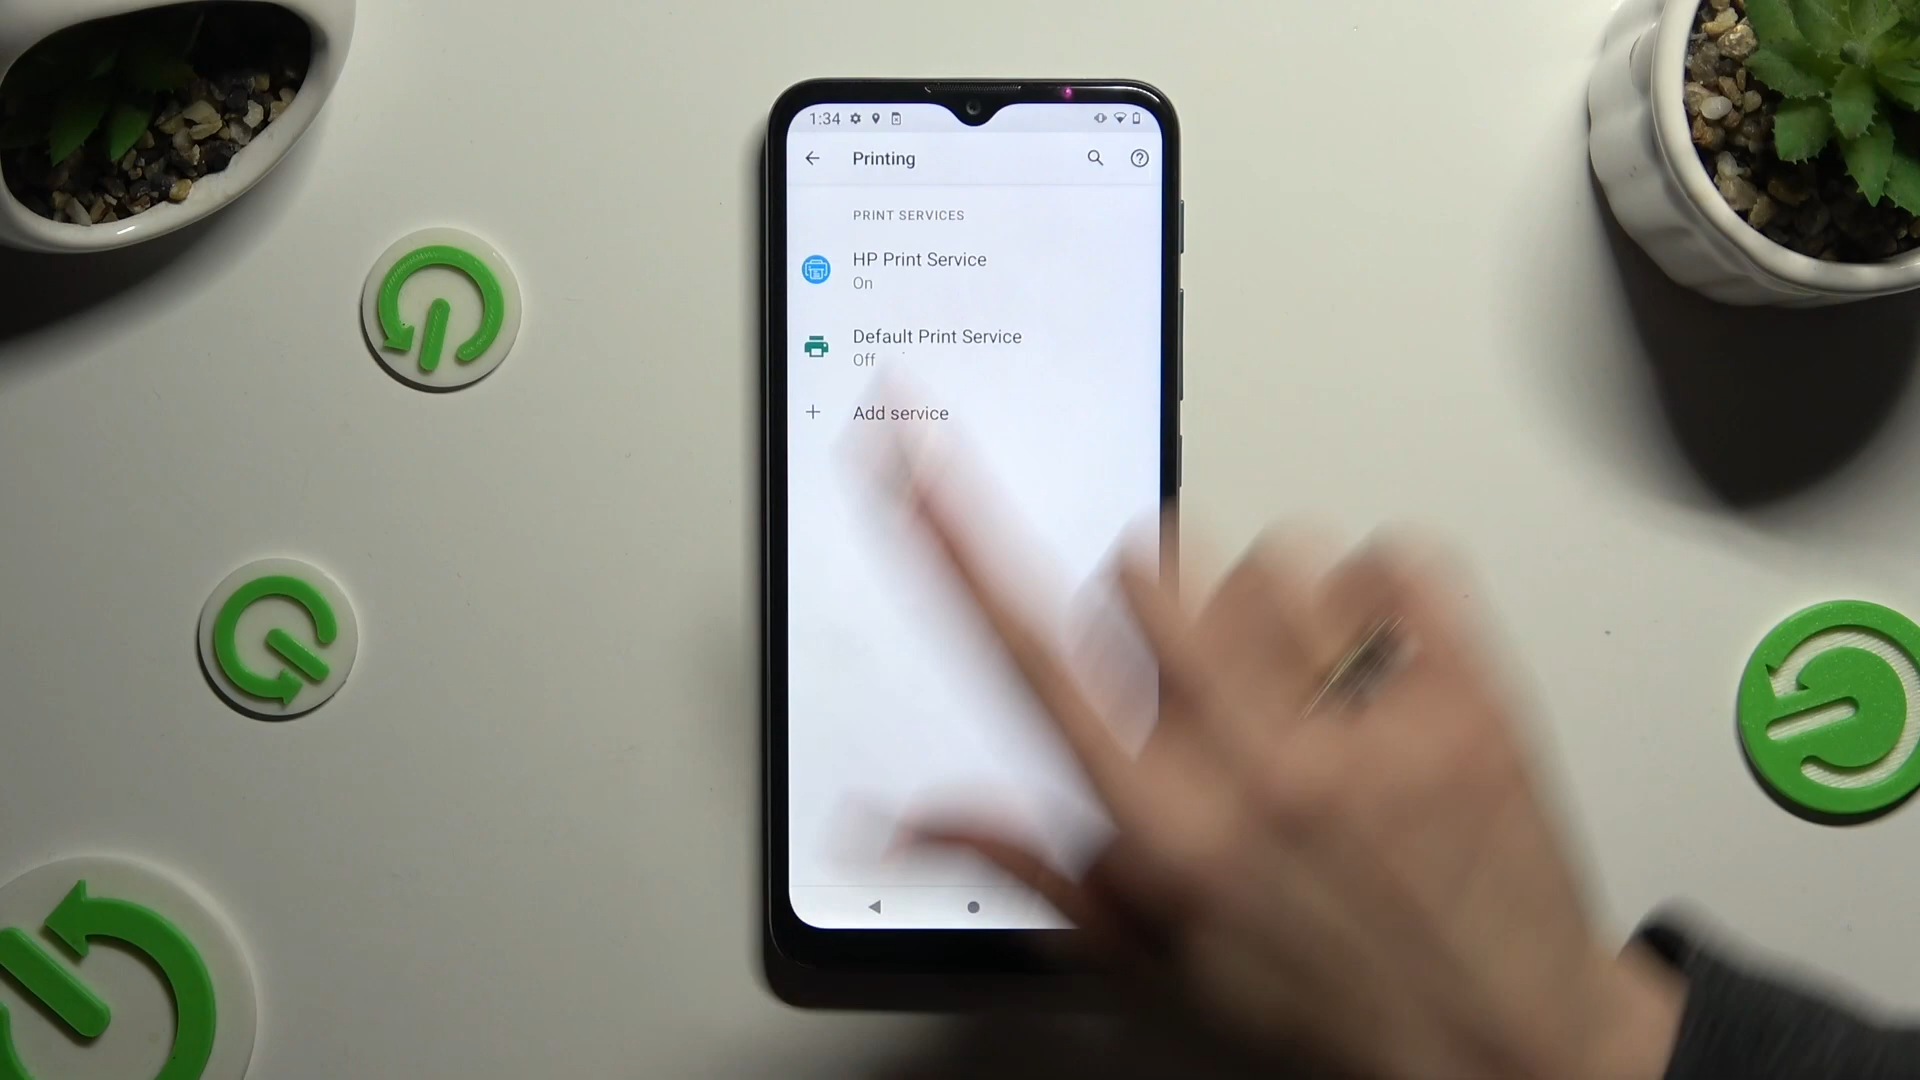 1:34
Printing
PRINT SERVICES
HP Print Service
On
Default Print Service
Off
Add service